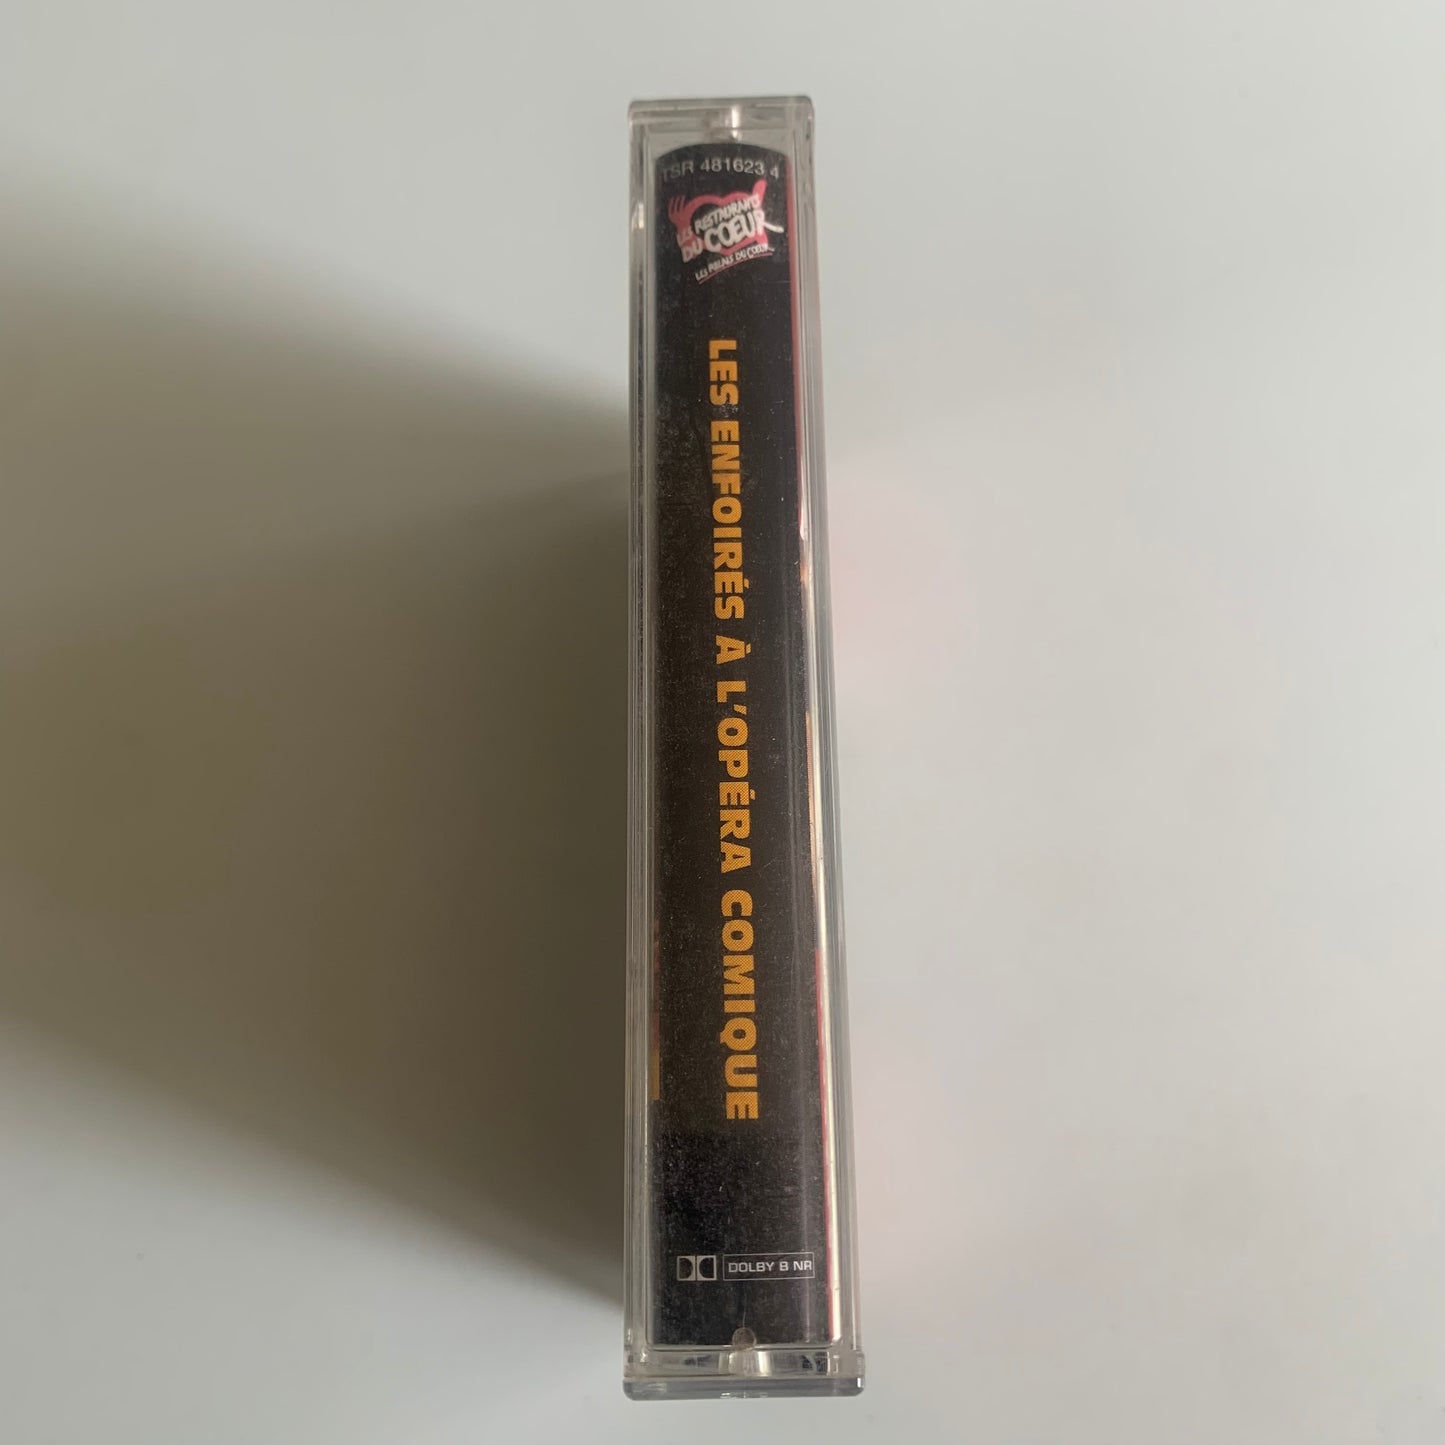 TSR 481623 4
LES RESTAURANTS
DU COEUR
LES RELAIS DU COEUR
LES ENFOIRÉS À L'OPÉRA COMIQUE
DOLBY B NR